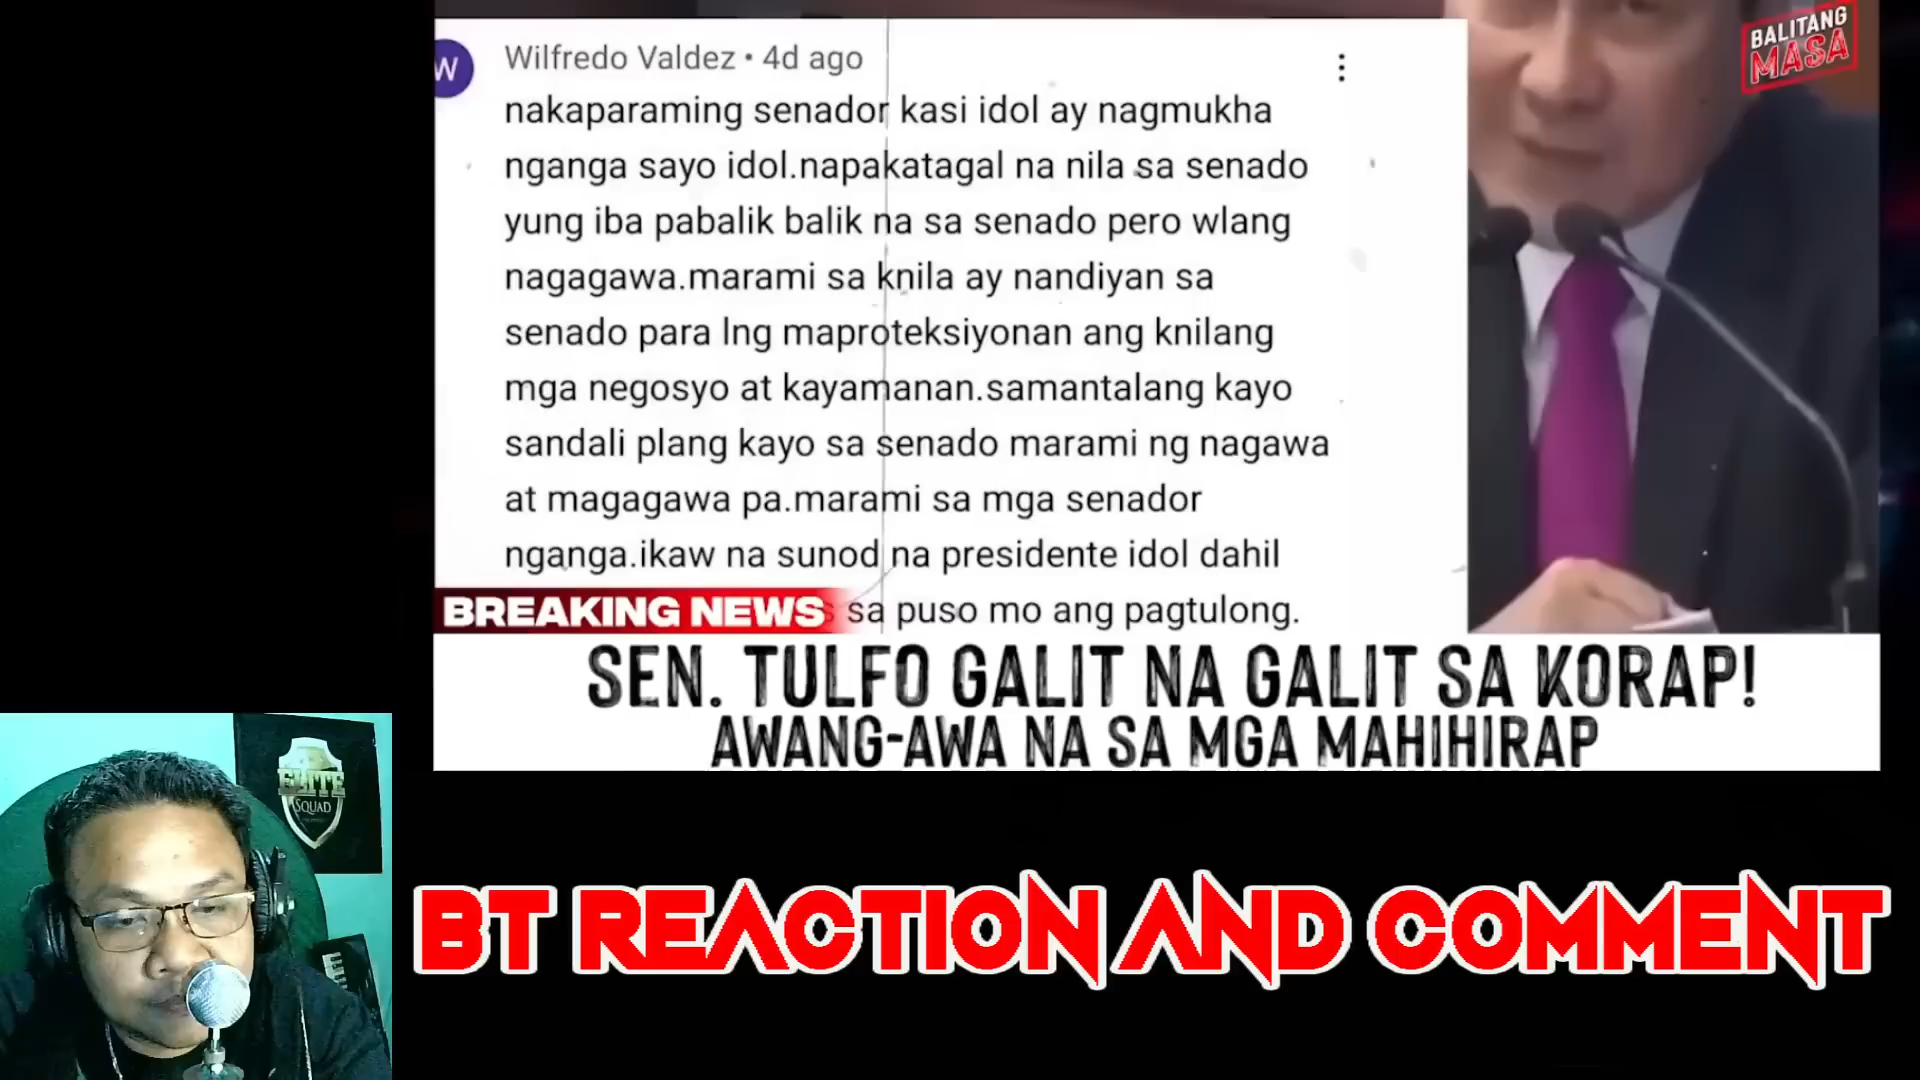 BALITANG
MASA
W
Wilfredo Valdez • 4d ago
nakaparaming senador kasi idol ay nagmukha
nganga sayo idol.napakatagal na nila sa senado
yung iba pabalik balik na sa senado pero wlang
nagagawa.marami sa knila ay nandiyan sa
senado para lng maproteksiyonan ang knilang
mga negosyo at kayamanan.samantalang kayo
sandali plang kayo sa senado marami ng nagawa
at magagawa pa.marami sa mga senador
nganga.ikaw na sunod na presidente idol dahil
sa puso mo ang pagtulong.
BREAKING NEWS
SEN. TULFO GALIT NA GALIT SA KORAP!
AWANG-AWA NA SA MGA MAHIHIRAP
ELITE
SQUAD
BT REACTION AND COMMENT